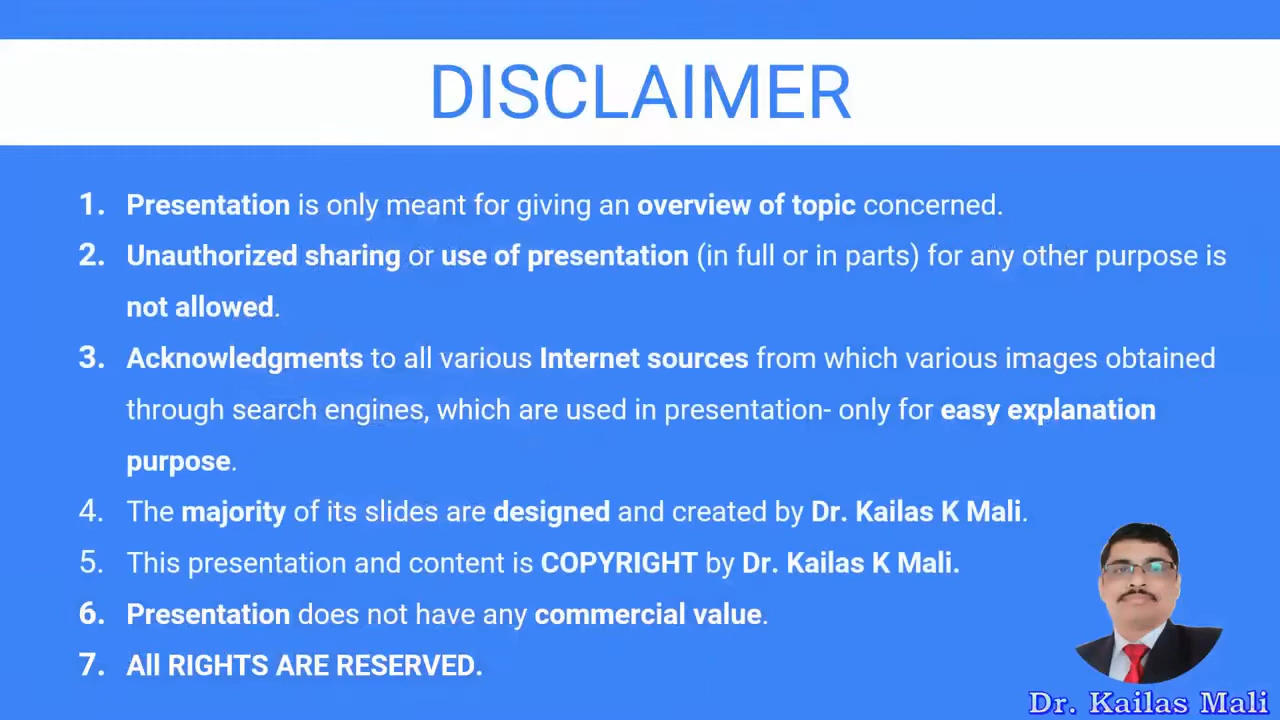 DISCLAIMER
1. Presentation is only meant for giving an overview of topic concerned.
2. Unauthorized sharing or use of presentation (in full or in parts) for any other purpose is
not allowed.
3. Acknowledgments to all various Internet sources from which various images obtained
through search engines, which are used in presentation- only for easy explanation
purpose.
4. The majority of its slides are designed and created by Dr. Kailas K Mali.
5. This presentation and content is COPYRIGHT by Dr. Kailas K Mali.
6. Presentation does not have any commercial value.
7. All RIGHTS ARE RESERVED.
Dr. Kailas Mali